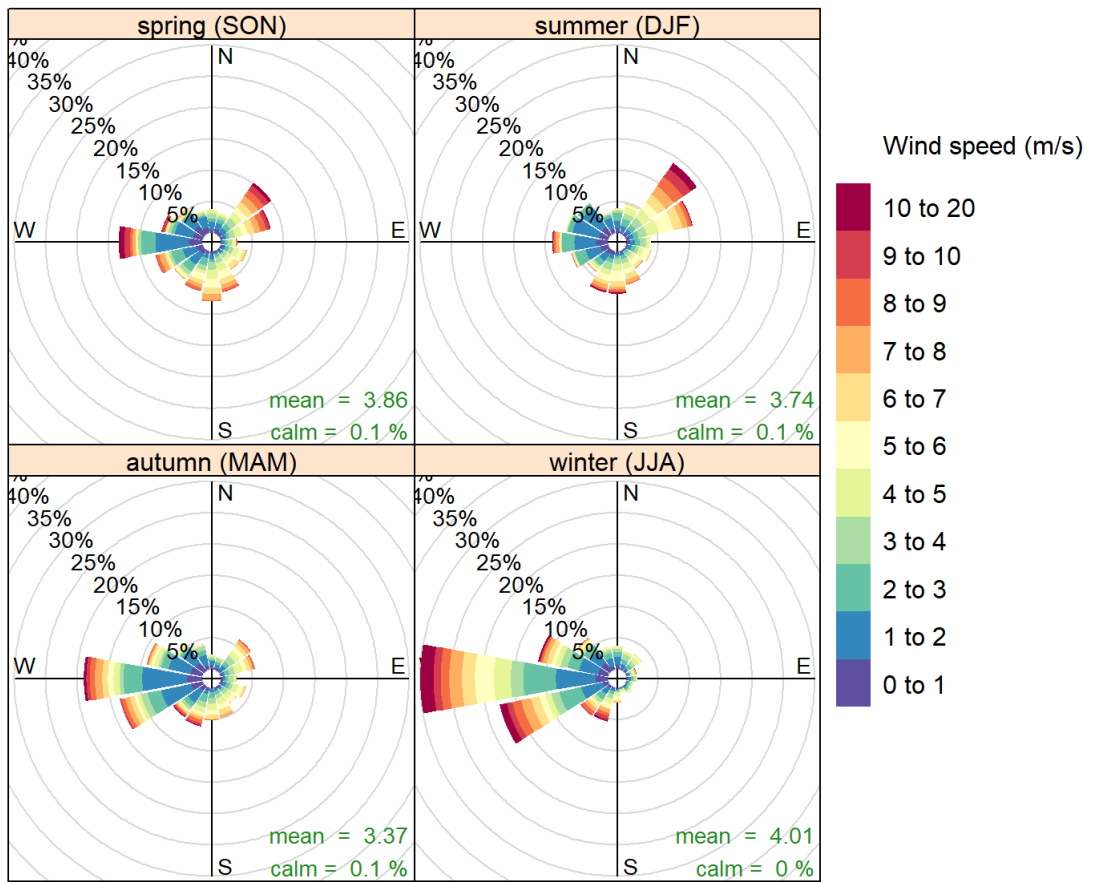 spring (SON)
summer (DJF)
40%
35%
30%
25%
20%
15%
10%
5%
N
W
E
S
mean = 3.86
calm = 0.1 %
40%
35%
30%
25%
20%
15%
10%
5%
N
W
E
S
mean = 3.74
calm = 0.1 %
autumn (MAM)
winter (JJA)
40%
35%
30%
25%
20%
15%
10%
5%
N
W
E
S
mean = 3.37
calm = 0.1 %
40%
35%
30%
25%
20%
15%
10%
5%
N
W
E
S
mean = 4.01
calm = 0 %
Wind speed (m/s)
10 to 20
9 to 10
8 to 9
7 to 8
6 to 7
5 to 6
4 to 5
3 to 4
2 to 3
1 to 2
0 to 1